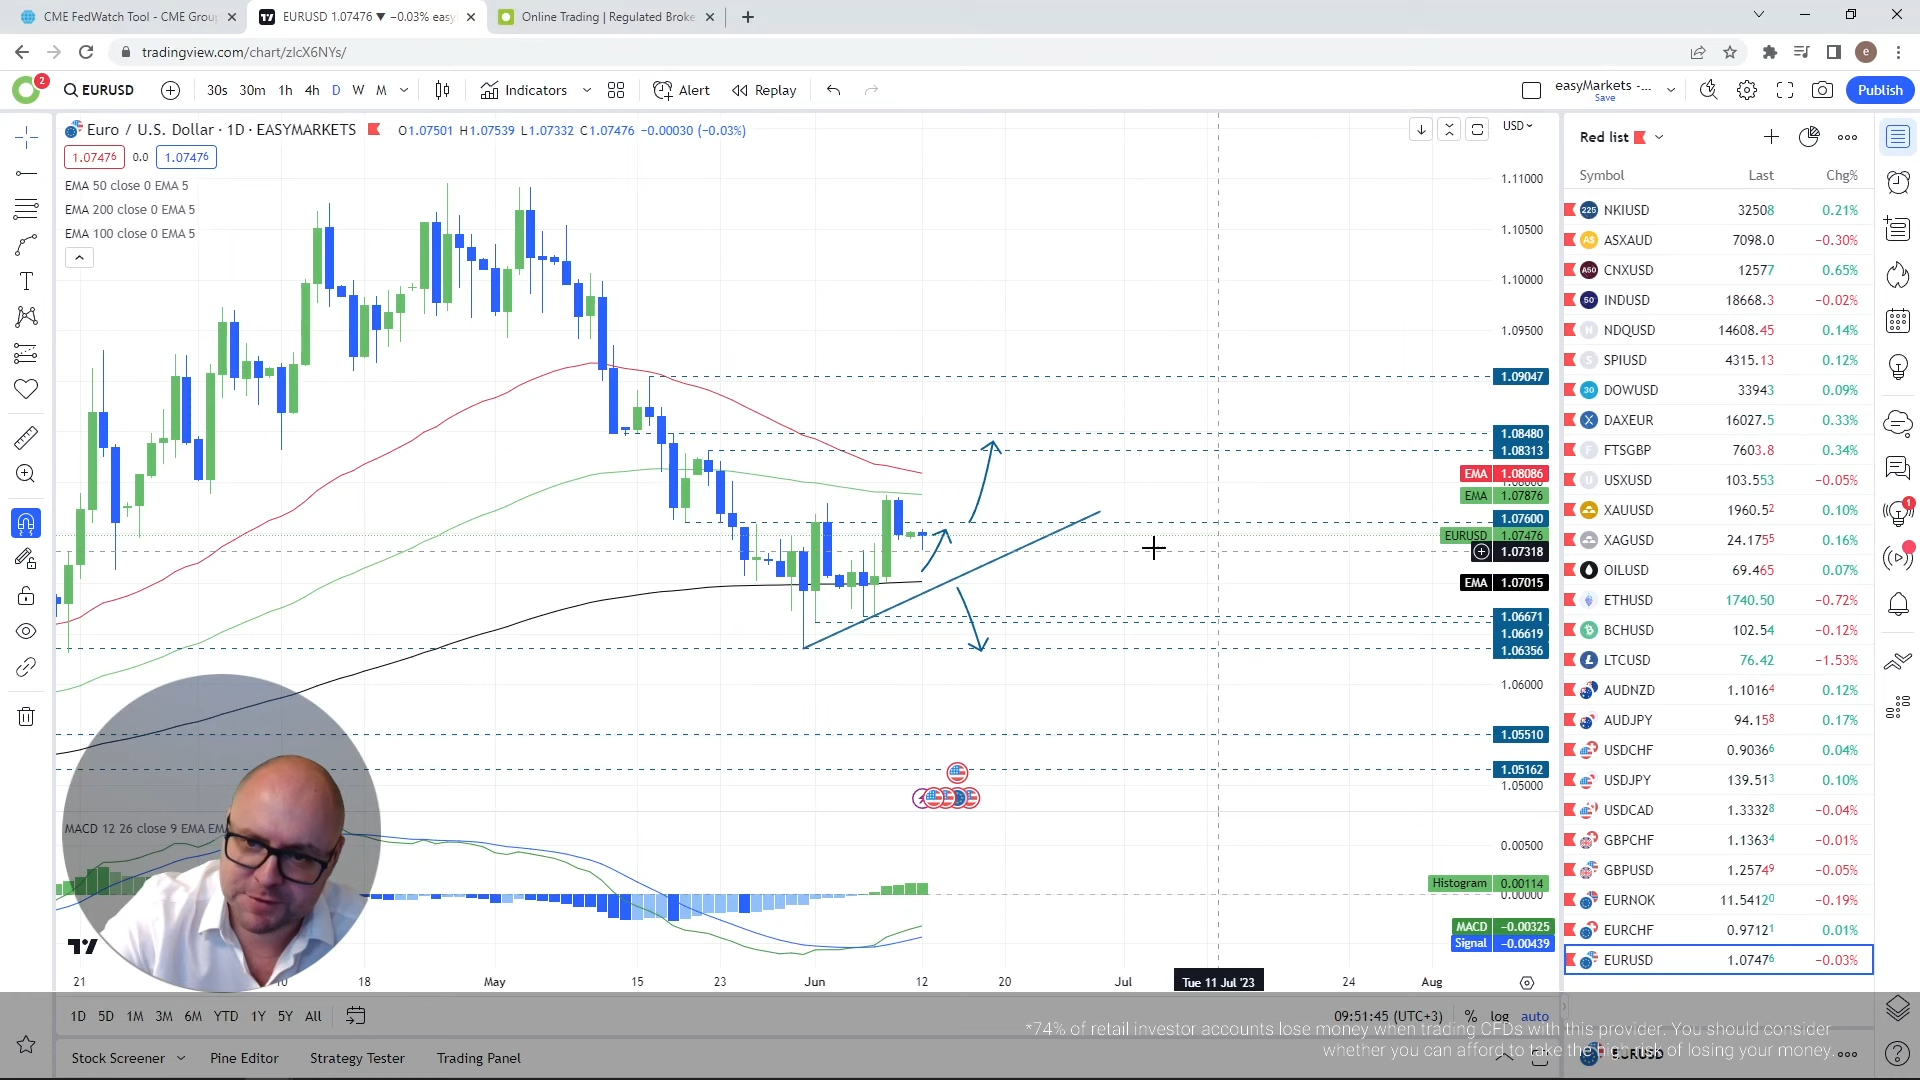 CME FedWatch Tool - CME Grou
EURUSD 1.07476 ▼ −0.03% easy
Online Trading | Regulated Broke
tradingview.com/chart/zlcX6NYs/
e
2
EURUSD
30s 30m 1h 4h D W M
Indicators
Alert
Replay
easyMarkets -...
Save
Publish
Euro / U.S. Dollar · 1D · EASYMARKETS
O1.07501 H1.07539 L1.07332 C1.07476 −0.00030 (−0.03%)
USD
1.07476 0.0 1.07476
EMA 50 close 0 EMA 5
EMA 200 close 0 EMA 5
EMA 100 close 0 EMA 5
1.11000
1.10500
1.10000
1.09500
1.09047
1.08480
1.08313
EMA 1.08086
EMA 1.07876
1.07600
EURUSD 1.07476
1.07318
EMA 1.07015
1.06671
1.06619
1.06356
1.06000
1.05510
1.05162
1.05000
MACD 12 26 close 9 EMA EM
0.00500
Histogram 0.00114
0.00000
MACD −0.00325
Signal −0.00439
21 18 May 15 23 Jun 12 20 Jul Tue 11 Jul '23 24 Aug
1D 5D 1M 3M 6M YTD 1Y 5Y All
09:51:45 (UTC+3) % log auto
Stock Screener Pine Editor Strategy Tester Trading Panel
Red list
Symbol Last Chg%
NKIUSD 32508 0.21%
ASXAUD 7098.0 −0.30%
CNXUSD 12577 0.65%
INDUSD 18668.3 −0.02%
NDQUSD 14608.45 0.14%
SPIUSD 4315.13 0.12%
DOWUSD 33943 0.09%
DAXEUR 16027.5 0.33%
FTSGBP 7603.8 0.34%
USXUSD 103.553 −0.05%
XAUUSD 1960.52 0.10%
XAGUSD 24.1755 0.16%
OILUSD 69.465 0.07%
ETHUSD 1740.50 −0.72%
BCHUSD 102.54 −0.12%
LTCUSD 76.42 −1.53%
AUDNZD 1.10164 0.12%
AUDJPY 94.158 0.17%
USDCHF 0.90366 0.04%
USDJPY 139.513 0.10%
USDCAD 1.33328 −0.04%
GBPCHF 1.13634 −0.01%
GBPUSD 1.25749 −0.05%
EURNOK 11.54120 −0.19%
EURCHF 0.97121 0.01%
EURUSD 1.07476 −0.03%
EURUSD
1
*74% of retail investor accounts lose money when trading CFDs with this provider. You should consider
whether you can afford to take the high risk of losing your money.